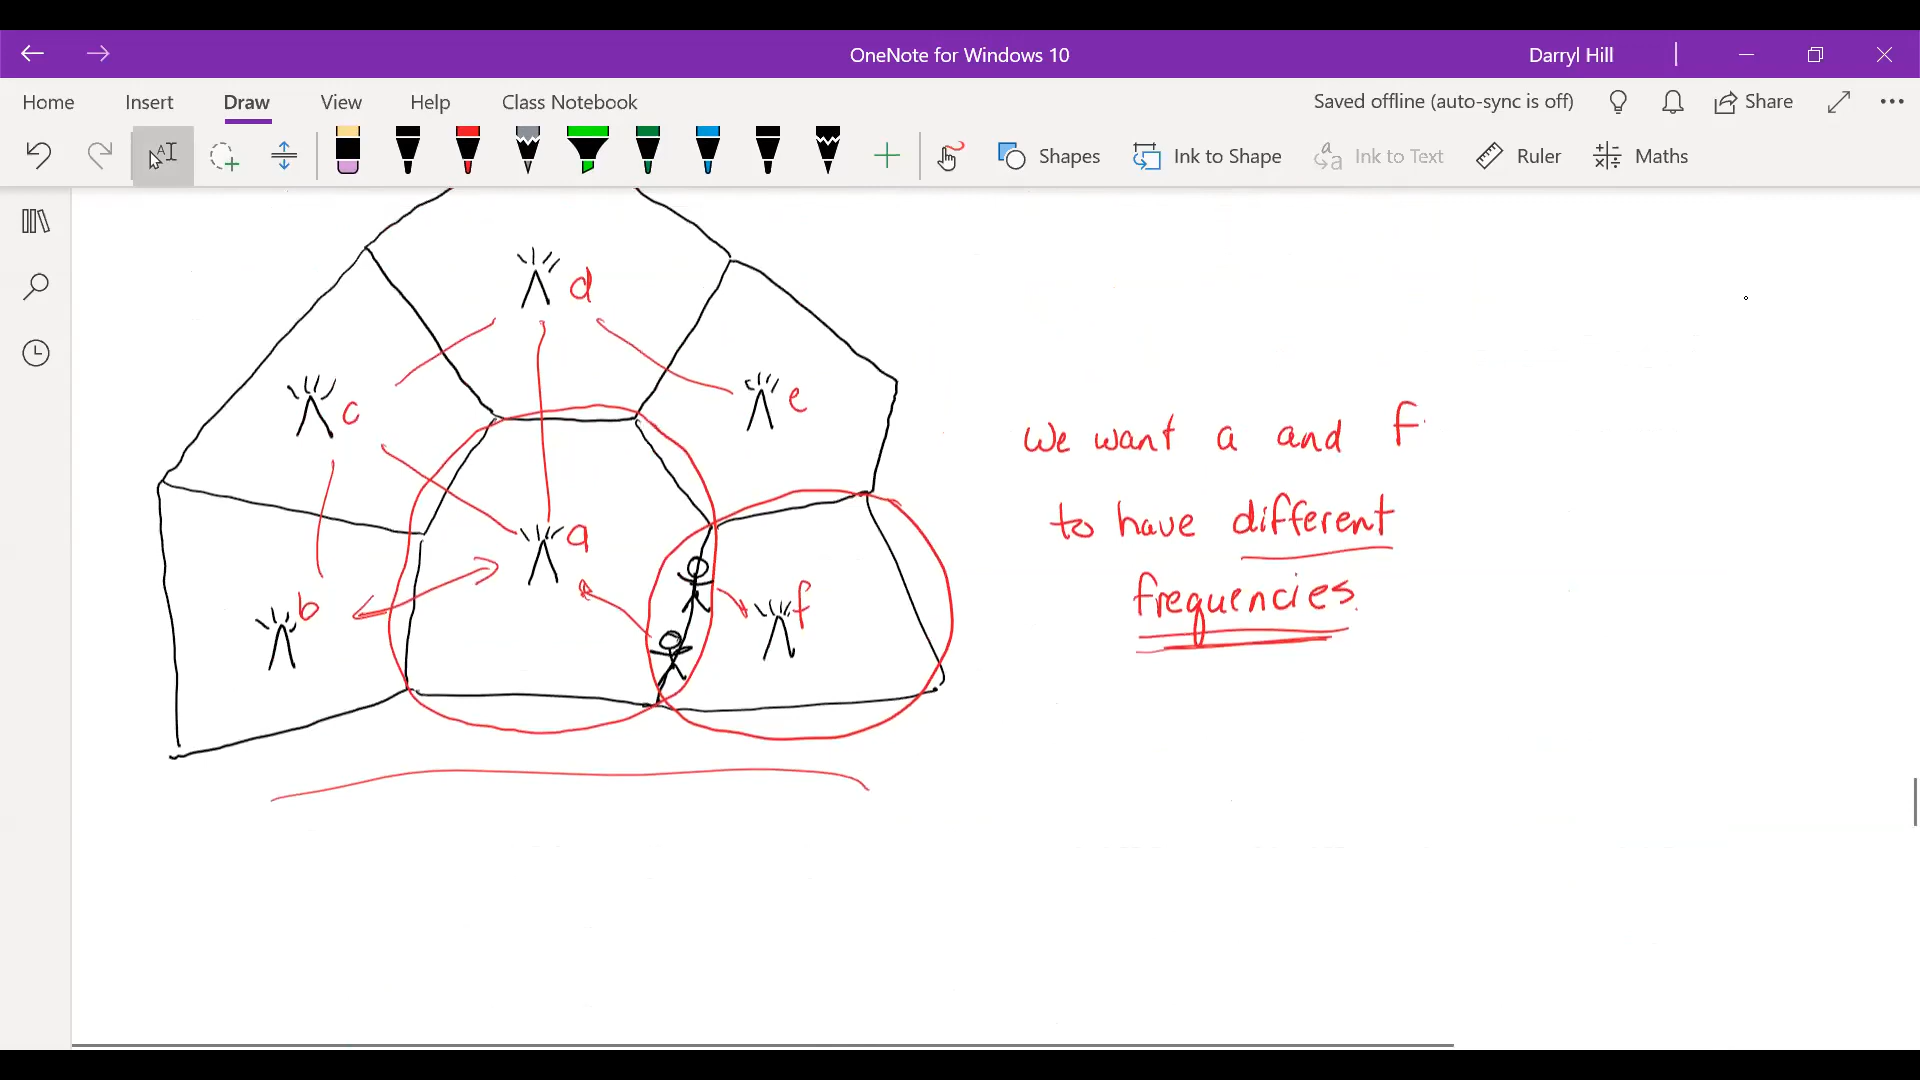 OneNote for Windows 10
Darryl Hill
Home Insert Draw View Help Class Notebook
Saved offline (auto-sync is off) Share
Shapes Ink to Shape Ink to Text Ruler Maths
d
c
e
a
b
f
We want a and f
to have different
frequencies.